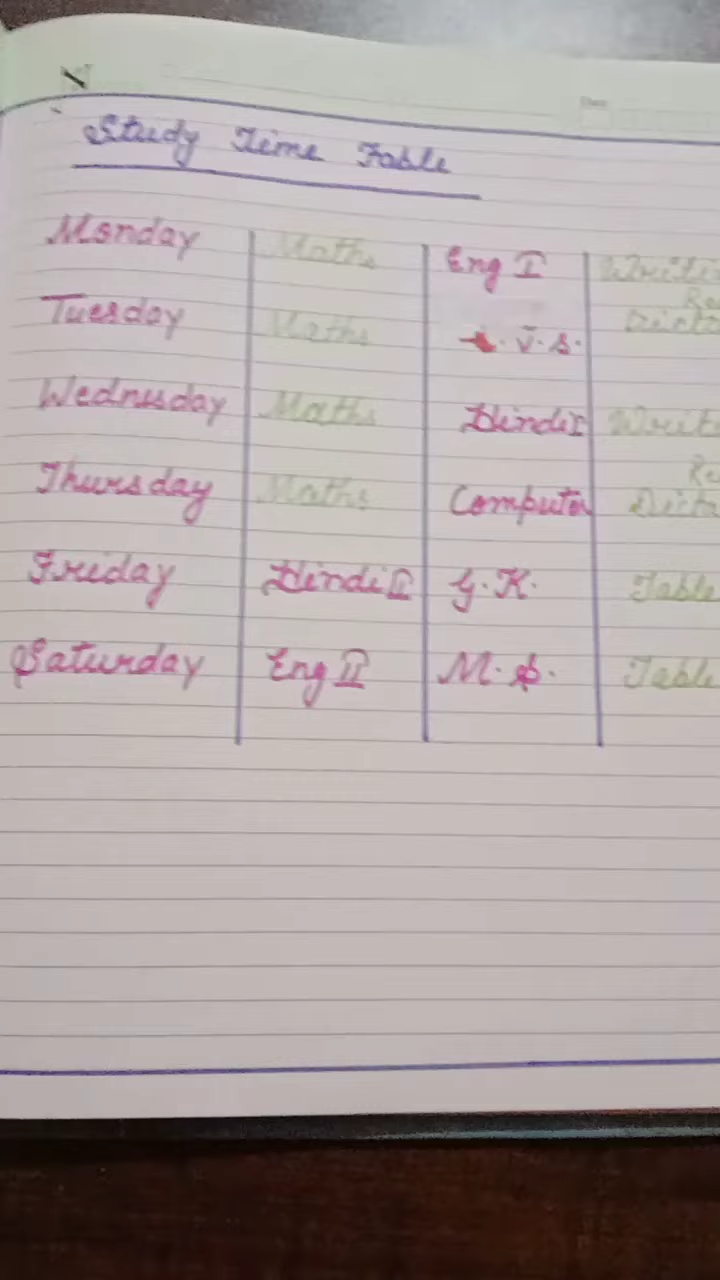 Study Time Table
Monday Maths Eng I
Tuesday Maths V.S.
Wednesday Maths Hindi I
Thursday Maths Computer
Friday Hindi II G.K. Table
Saturday Eng II M.S. Table